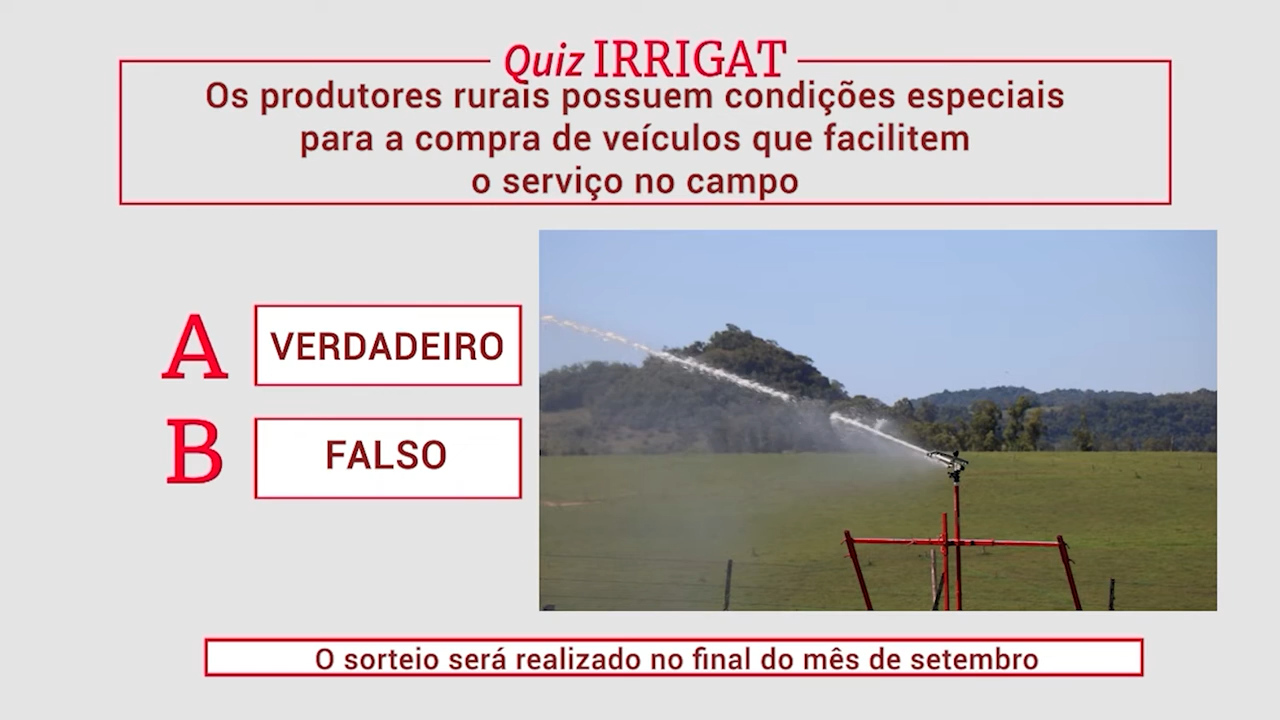 Quiz IRRIGAT
Os produtores rurais possuem condições especiais
para a compra de veículos que facilitem
o serviço no campo
A VERDADEIRO
B FALSO
O sorteio será realizado no final do mês de setembro